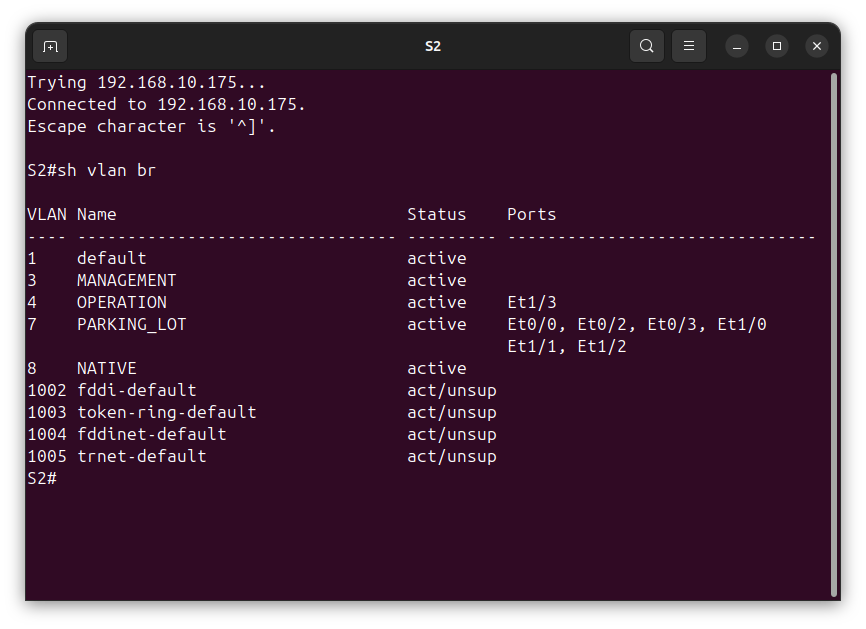 S2
Trying 192.168.10.175...
Connected to 192.168.10.175.
Escape character is '^]'.
S2#sh vlan br
VLAN Name                             Status    Ports
---- -------------------------------- --------- -------------------------------
1    default                          active
3    MANAGEMENT                       active
4    OPERATION                        active    Et1/3
7    PARKING_LOT                      active    Et0/0, Et0/2, Et0/3, Et1/0
                                                Et1/1, Et1/2
8    NATIVE                           active
1002 fddi-default                     act/unsup
1003 token-ring-default               act/unsup
1004 fddinet-default                  act/unsup
1005 trnet-default                    act/unsup
S2#